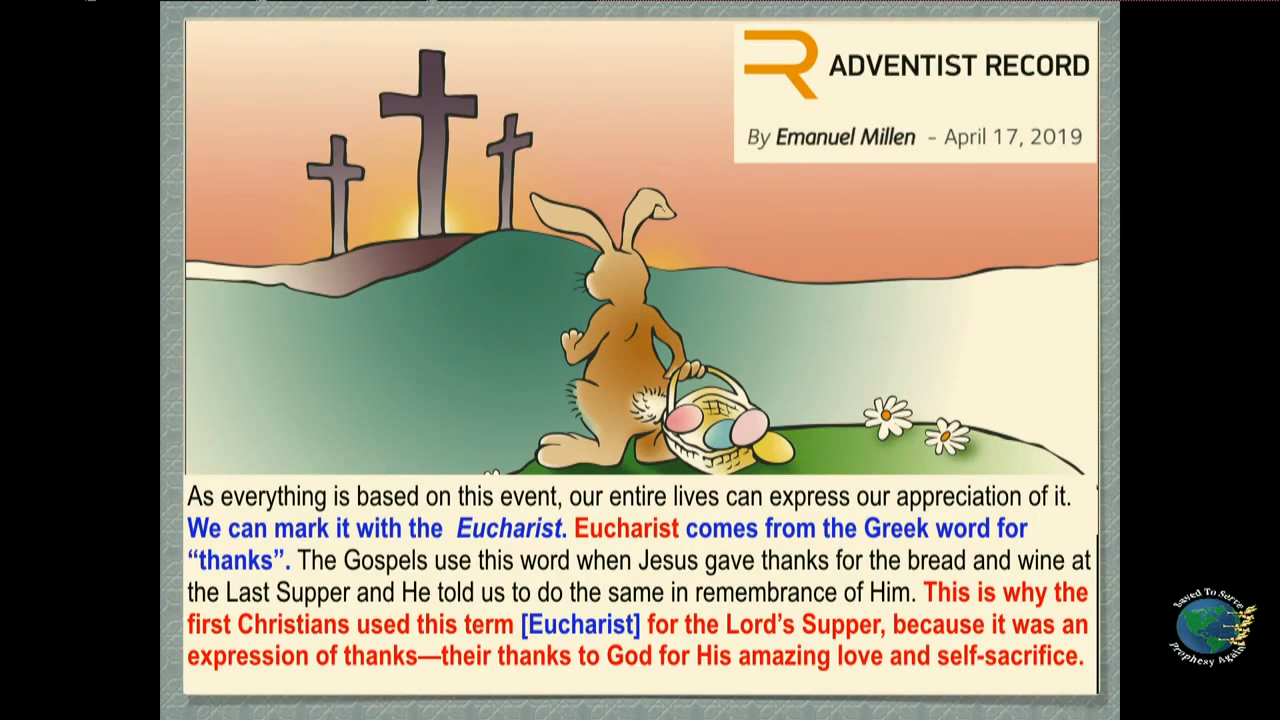 ADVENTIST RECORD
By Emanuel Millen - April 17, 2019
As everything is based on this event, our entire lives can express our appreciation of it.
We can mark it with the Eucharist. Eucharist comes from the Greek word for
“thanks”. The Gospels use this word when Jesus gave thanks for the bread and wine at
the Last Supper and He told us to do the same in remembrance of Him. This is why the
first Christians used this term [Eucharist] for the Lord’s Supper, because it was an
expression of thanks—their thanks to God for His amazing love and self-sacrifice.
To Serve
Prophesy Again